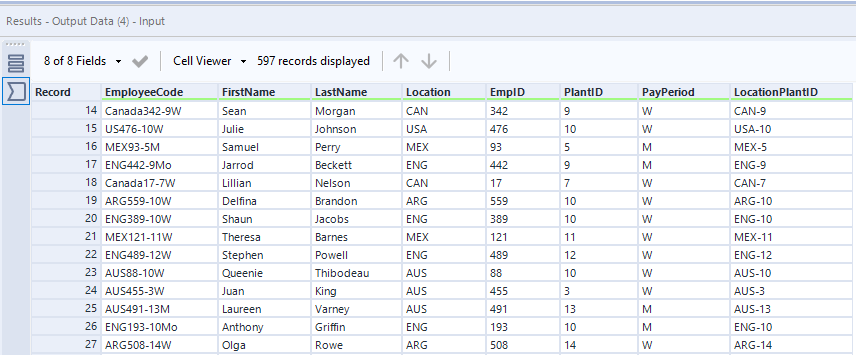 Results - Output Data (4) - Input
8 of 8 Fields Cell Viewer 597 records displayed
Record EmployeeCode FirstName LastName Location EmpID PlantID PayPeriod LocationPlantID
14 Canada342-9W Sean Morgan CAN 342 9 W CAN-9
15 US476-10W Julie Johnson USA 476 10 W USA-10
16 MEX93-5M Samuel Perry MEX 93 5 M MEX-5
17 ENG442-9Mo Jarrod Beckett ENG 442 9 M ENG-9
18 Canada17-7W Lillian Nelson CAN 17 7 W CAN-7
19 ARG559-10W Delfina Brandon ARG 559 10 W ARG-10
20 ENG389-10W Shaun Jacobs ENG 389 10 W ENG-10
21 MEX121-11W Theresa Barnes MEX 121 11 W MEX-11
22 ENG489-12W Stephen Powell ENG 489 12 W ENG-12
23 AUS88-10W Queenie Thibodeau AUS 88 10 W AUS-10
24 AUS455-3W Juan King AUS 455 3 W AUS-3
25 AUS491-13M Laureen Varney AUS 491 13 M AUS-13
26 ENG193-10Mo Anthony Griffin ENG 193 10 M ENG-10
27 ARG508-14W Olga Rowe ARG 508 14 W ARG-14